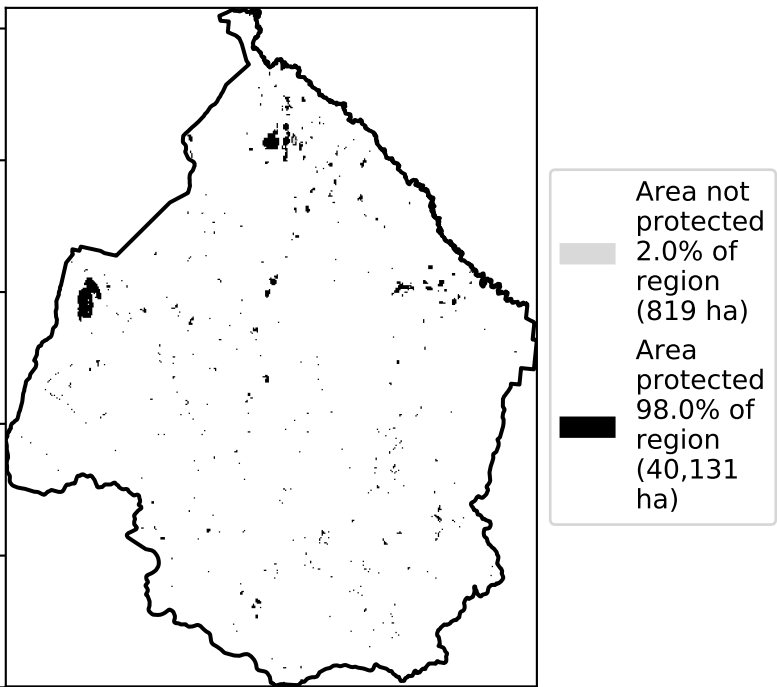 Area not
protected
2.0% of
region
(819 ha)
Area
protected
98.0% of
region
(40,131
ha)